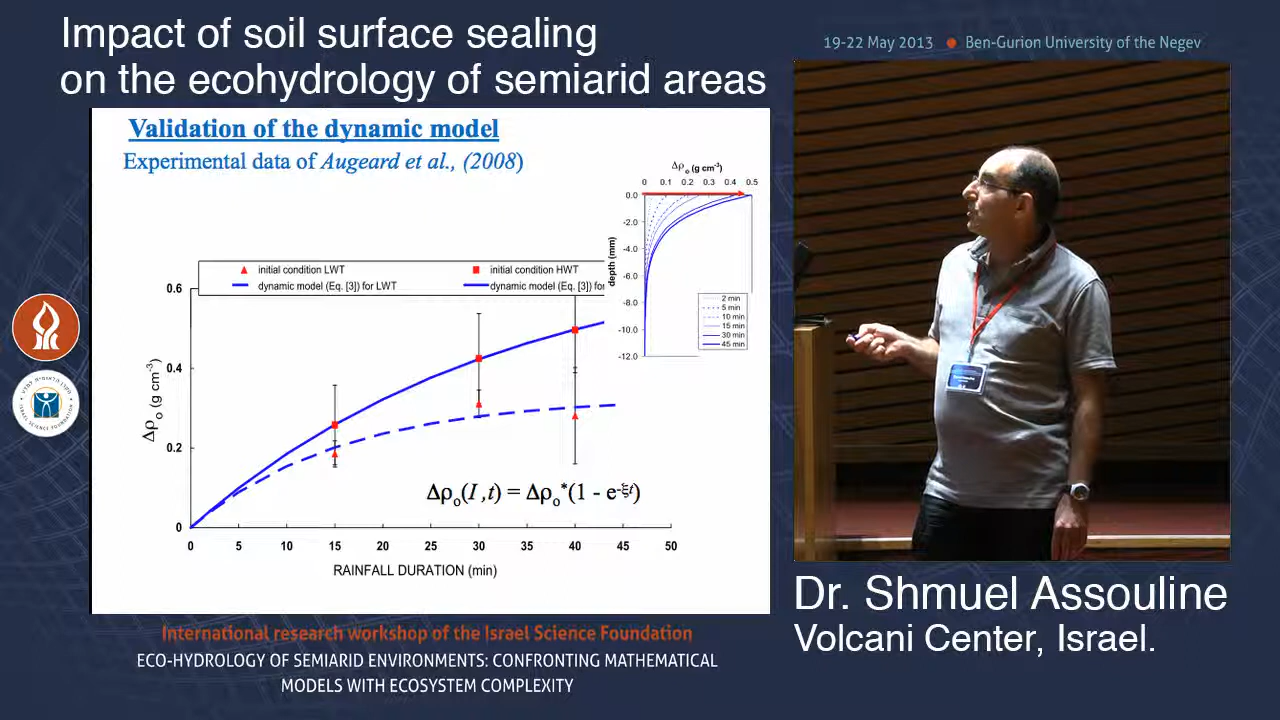 Impact of soil surface sealing
on the ecohydrology of semiarid areas
19-22 May 2013 ● Ben-Gurion University of the Negev
Validation of the dynamic model
Experimental data of Augeard et al., (2008)
Δρo (g cm-3)
0 0.1 0.2 0.3 0.4 0.5
0.0
-2.0
-4.0
-6.0
-8.0
-10.0
-12.0
depth (mm)
2 min
5 min
10 min
15 min
30 min
45 min
initial condition LWT
initial condition HWT
dynamic model (Eq. [3]) for LWT
dynamic model (Eq. [3]) fo
0.6
0.4
0.2
0
Δρo (g cm-3)
Δρo(I,t) = Δρo*(1 - e-ξt)
0 5 10 15 20 25 30 35 40 45 50
RAINFALL DURATION (min)
ISRAEL SCIENCE FOUNDATION
Dr. Shmuel Assouline
Volcani Center, Israel.
International research workshop of the Israel Science Foundation
ECO-HYDROLOGY OF SEMIARID ENVIRONMENTS: CONFRONTING MATHEMATICAL
MODELS WITH ECOSYSTEM COMPLEXITY